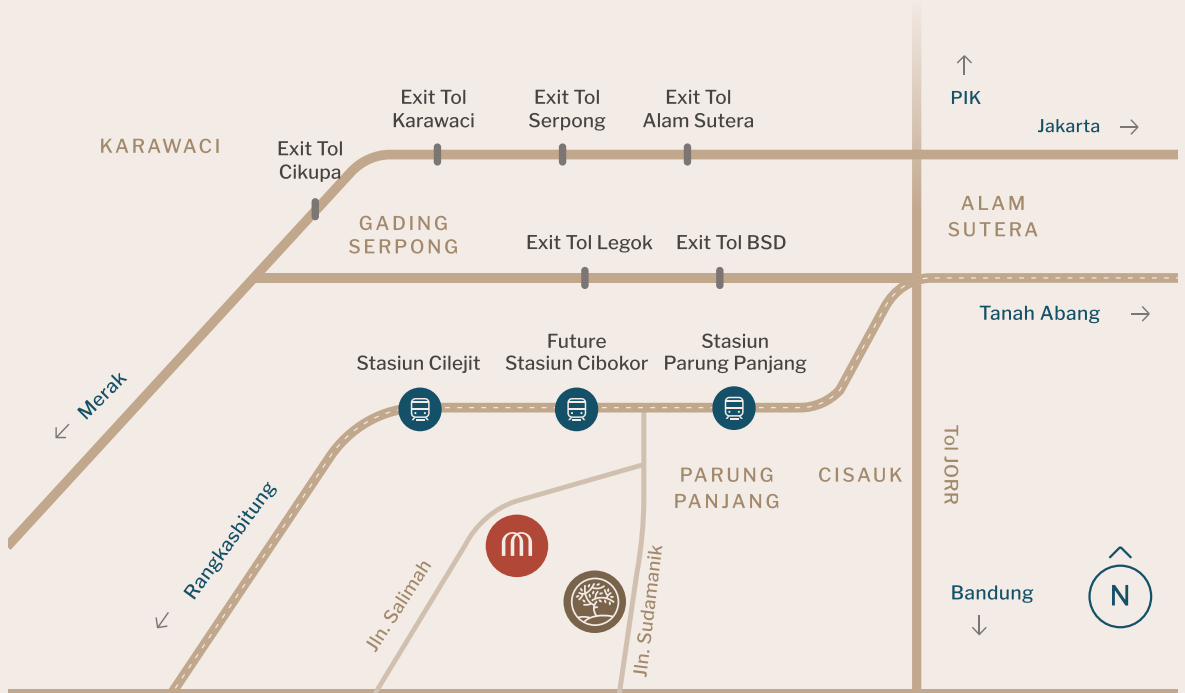 PIK
Jakarta
Exit Tol
Karawaci
Exit Tol
Serpong
Exit Tol
Alam Sutera
KARAWACI
Exit Tol
Cikupa
GADING
SERPONG
ALAM
SUTERA
Exit Tol Legok
Exit Tol BSD
Tanah Abang
Stasiun Cilejit
Future
Stasiun Cibokor
Stasiun
Parung Panjang
Merak
Rangkasbitung
PARUNG
PANJANG
CISAUK
Tol JORR
Jln. Salimah
Jln. Sudamanik
Bandung
N